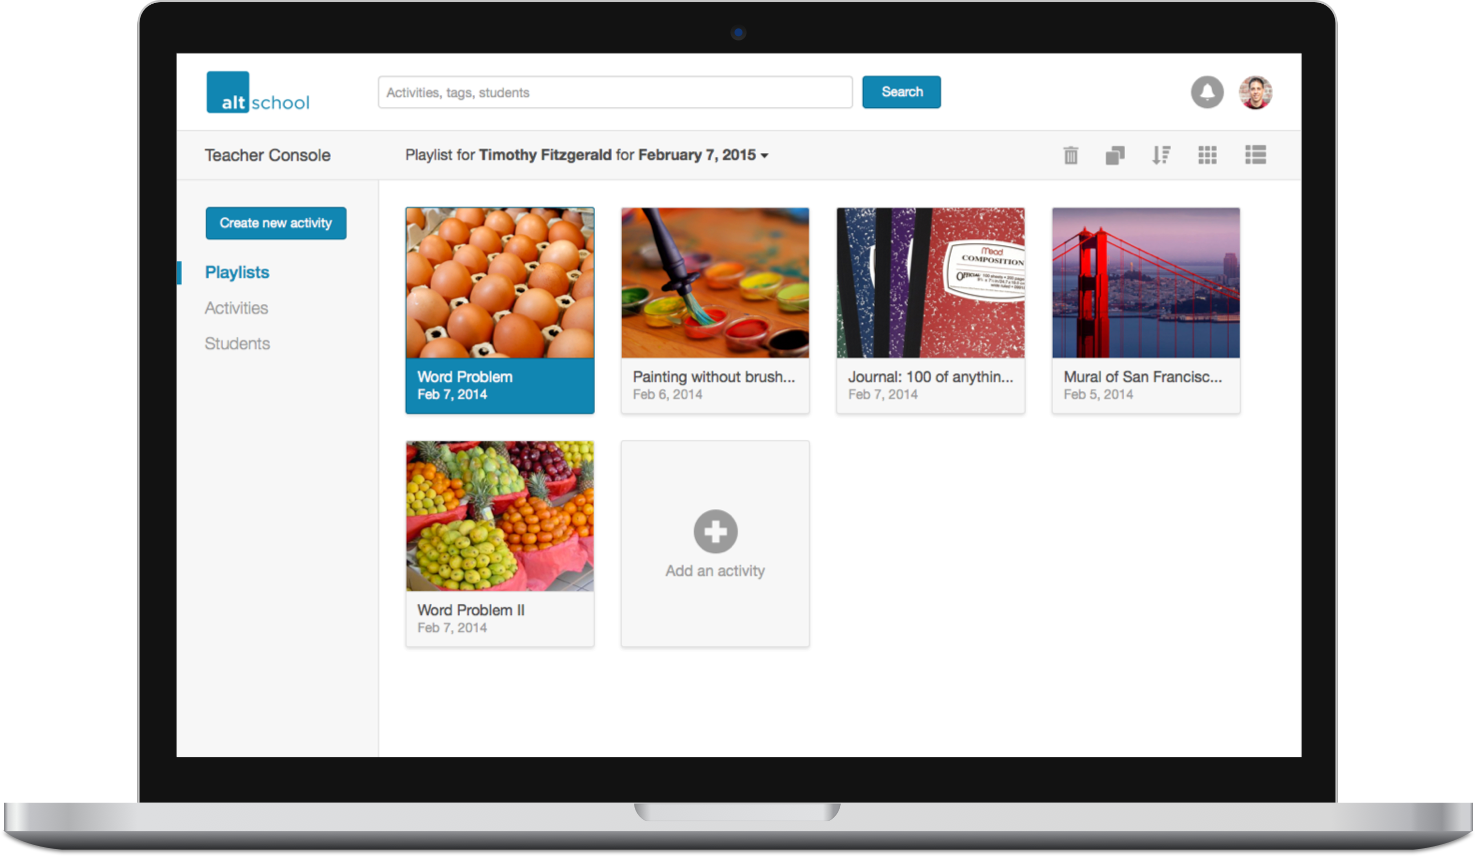 alt school
Activities, tags, students
Search
Teacher Console
Playlist for Timothy Fitzgerald for February 7, 2015
Create new activity
Playlists
Activities
Students
Mead
COMPOSITION
Word Problem
Feb 7, 2014
Painting without brush...
Feb 6, 2014
Journal: 100 of anythin...
Feb 7, 2014
Mural of San Francisc...
Feb 5, 2014
Word Problem II
Feb 7, 2014
Add an activity